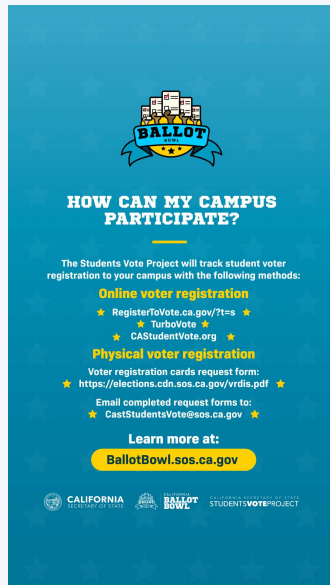 BALLOT
BOWL
HOW CAN MY CAMPUS
PARTICIPATE?
The Students Vote Project will track student voter
registration to your campus with the following methods:
Online voter registration
RegisterToVote.ca.gov/?t=s
TurboVote
CAStudentVote.org
Physical voter registration
Voter registration cards request form:
https://elections.cdn.sos.ca.gov/vrdis.pdf
Email completed request forms to:
CastStudentsVote@sos.ca.gov
Learn more at:
BallotBowl.sos.ca.gov
CALIFORNIA
SECRETARY OF STATE
CALIFORNIA
BALLOT
BOWL
CALIFORNIA SECRETARY OF STATE
STUDENTSVOTEPROJECT